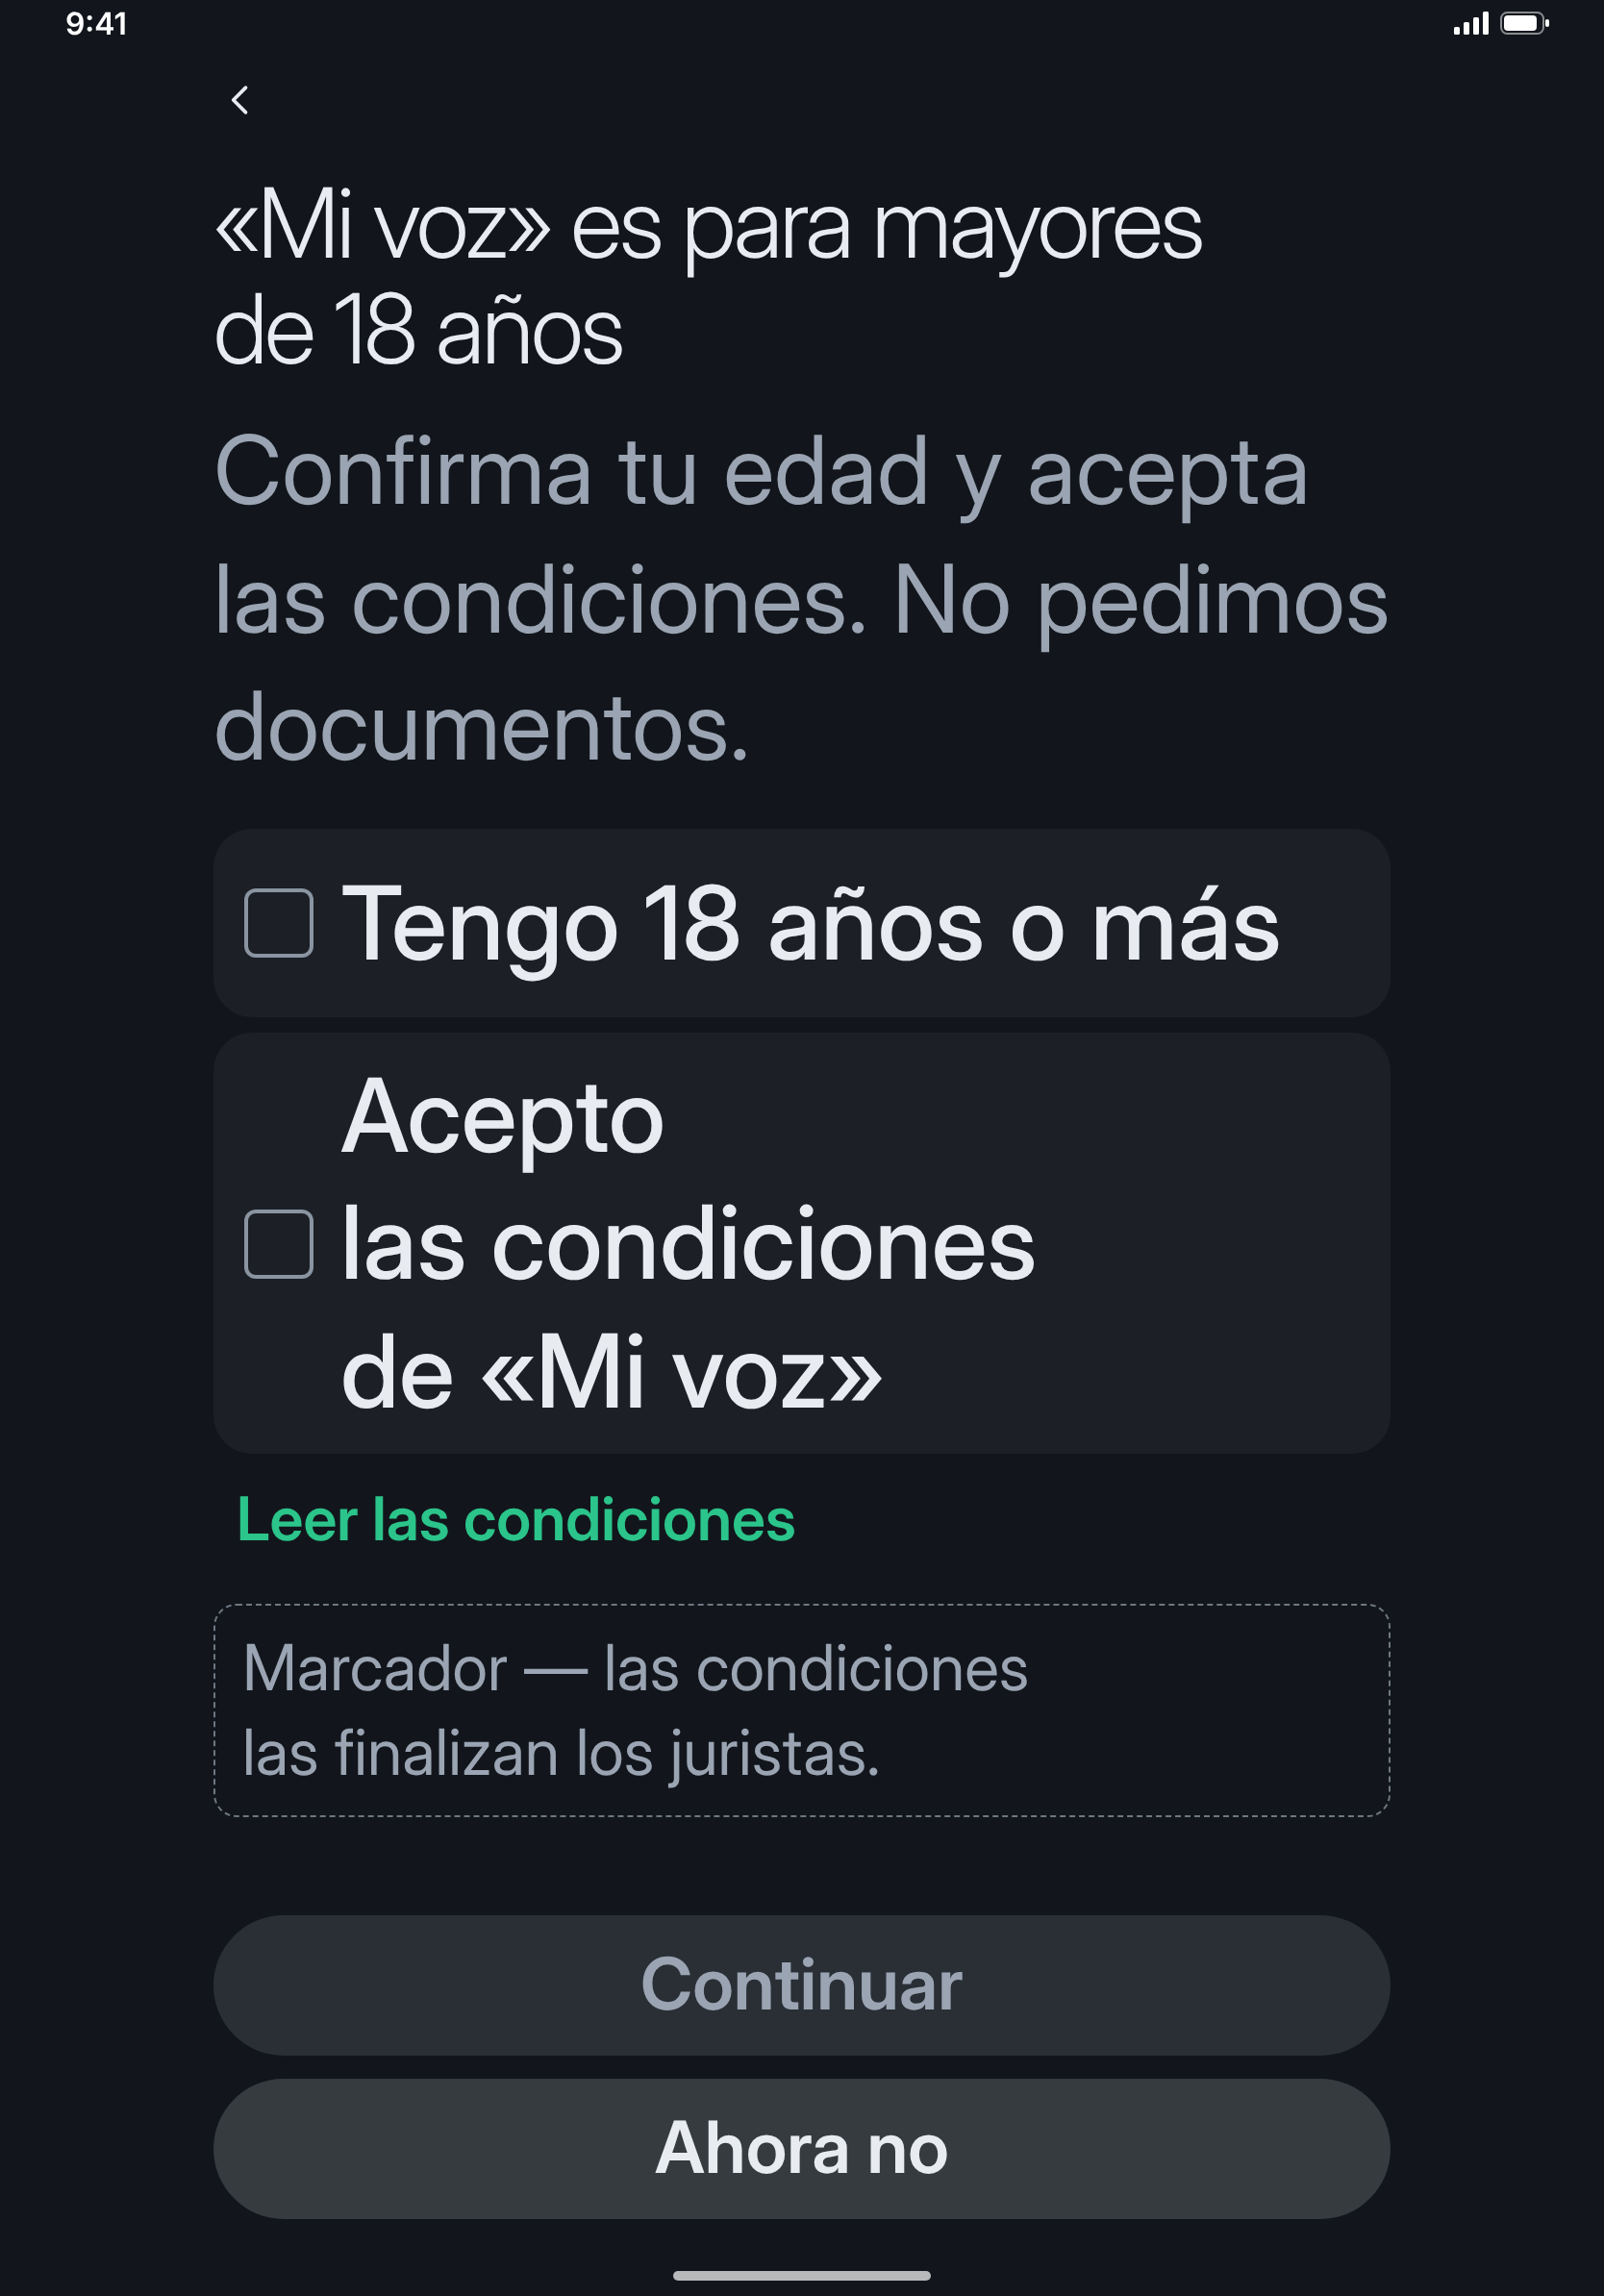 9:41
«Mi voz» es para mayores
de 18 años
Confirma tu edad y acepta
las condiciones. No pedimos
documentos.
Tengo 18 años o más
Acepto
las condiciones
de «Mi voz»
Leer las condiciones
Marcador — las condiciones
las finalizan los juristas.
Continuar
Ahora no